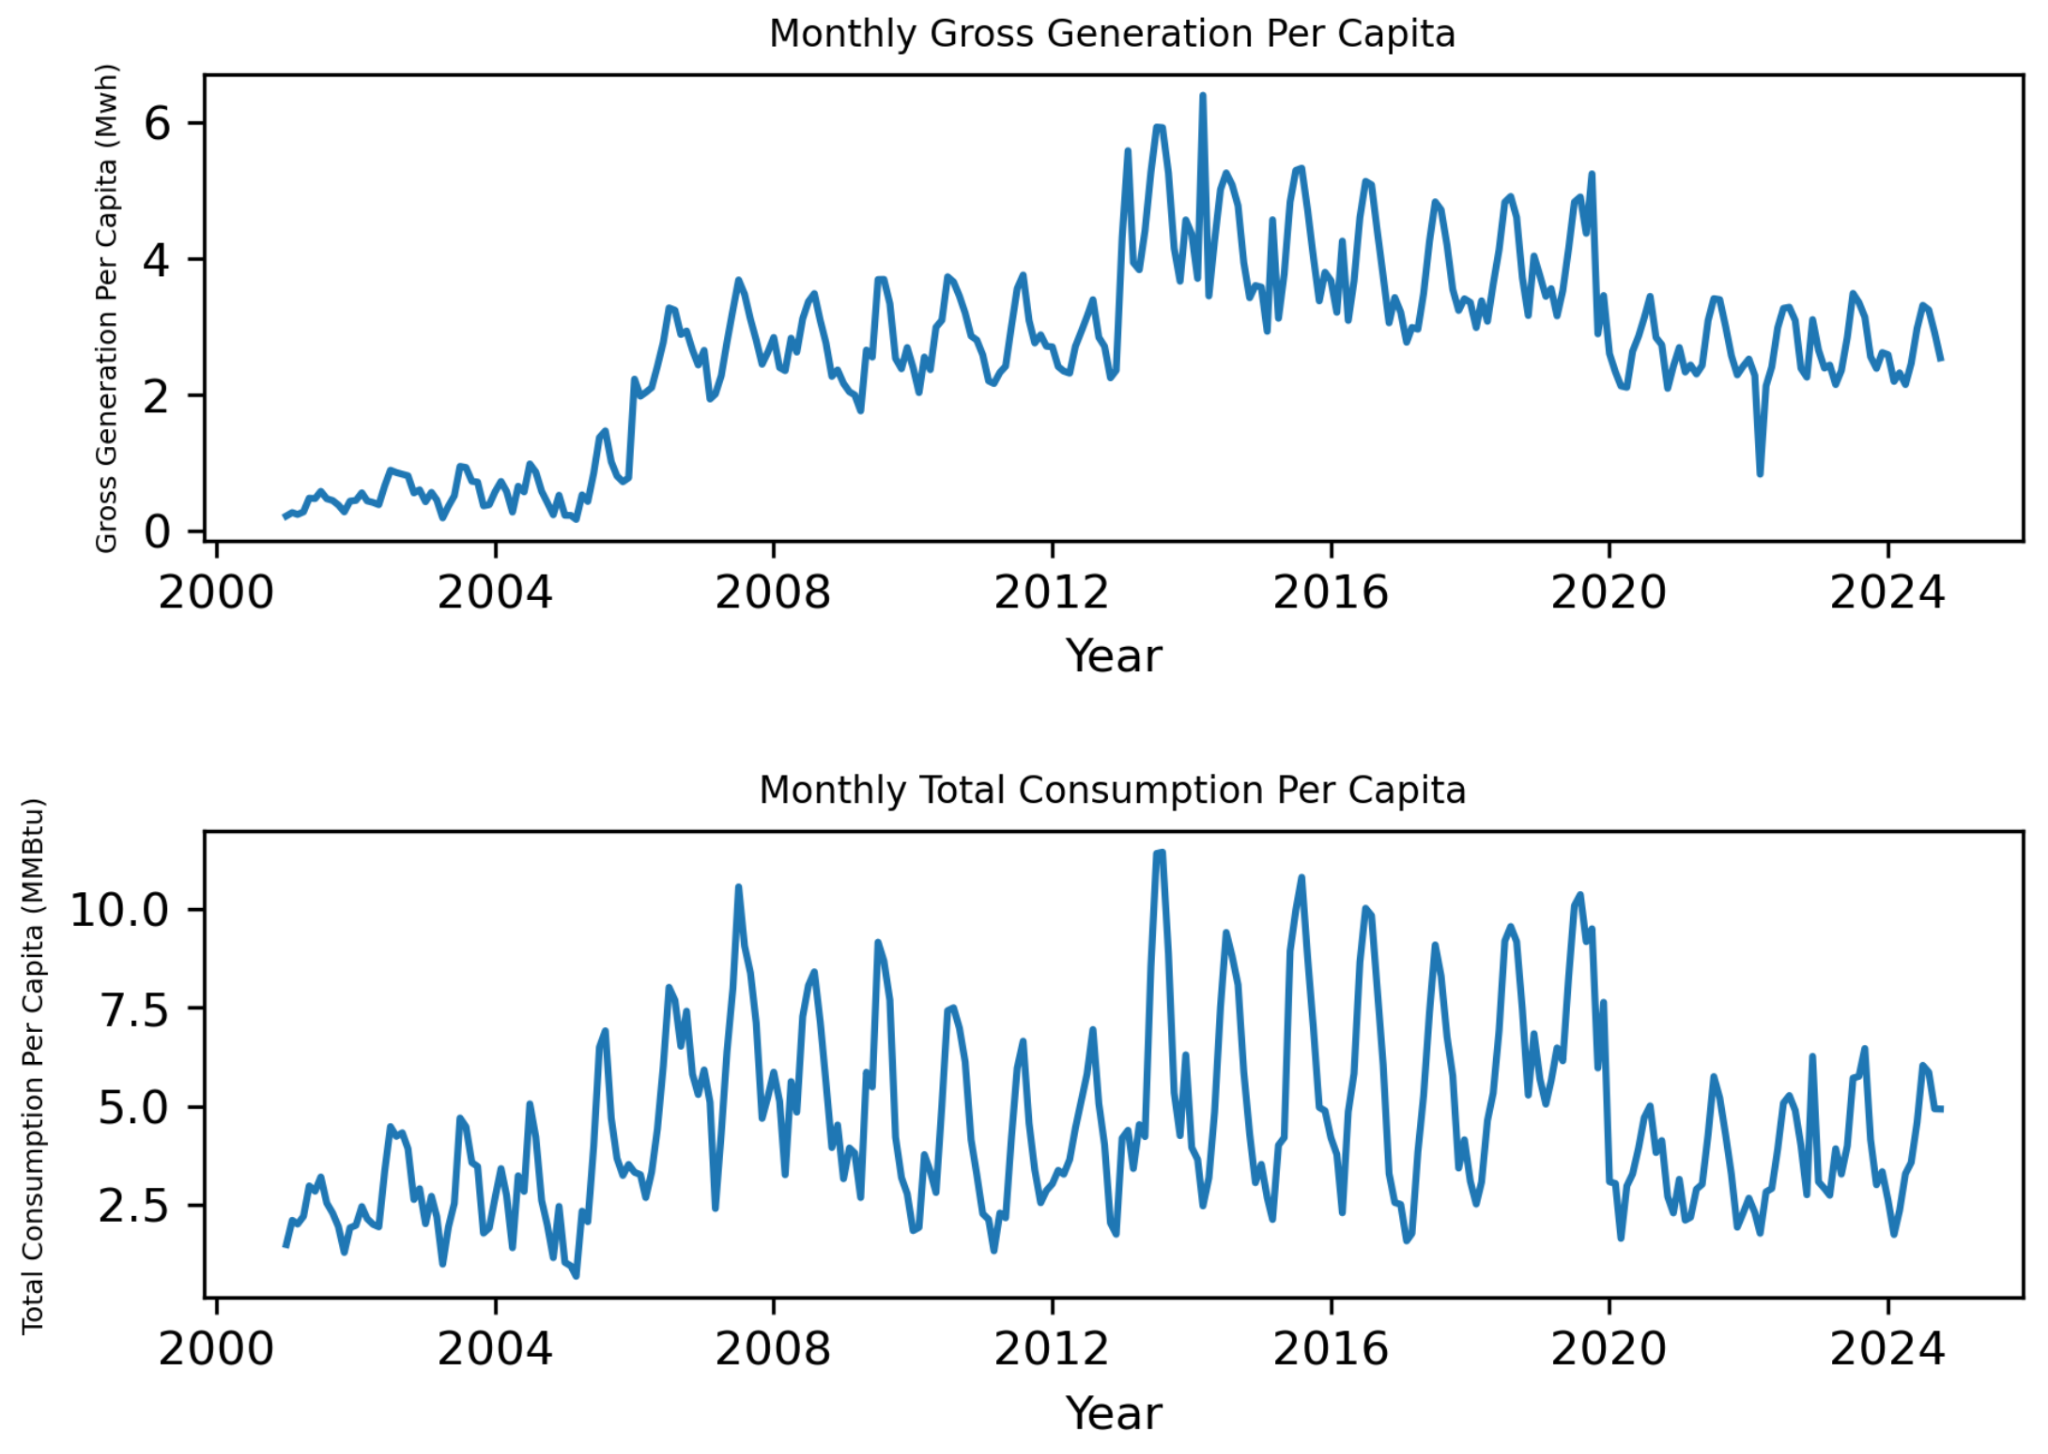 Monthly Gross Generation Per Capita
Gross Generation Per Capita (Mwh)
6
4
2
0
2000 2004 2008 2012 2016 2020 2024
Year
Monthly Total Consumption Per Capita
Total Consumption Per Capita (MMBtu)
10.0
7.5
5.0
2.5
2000 2004 2008 2012 2016 2020 2024
Year